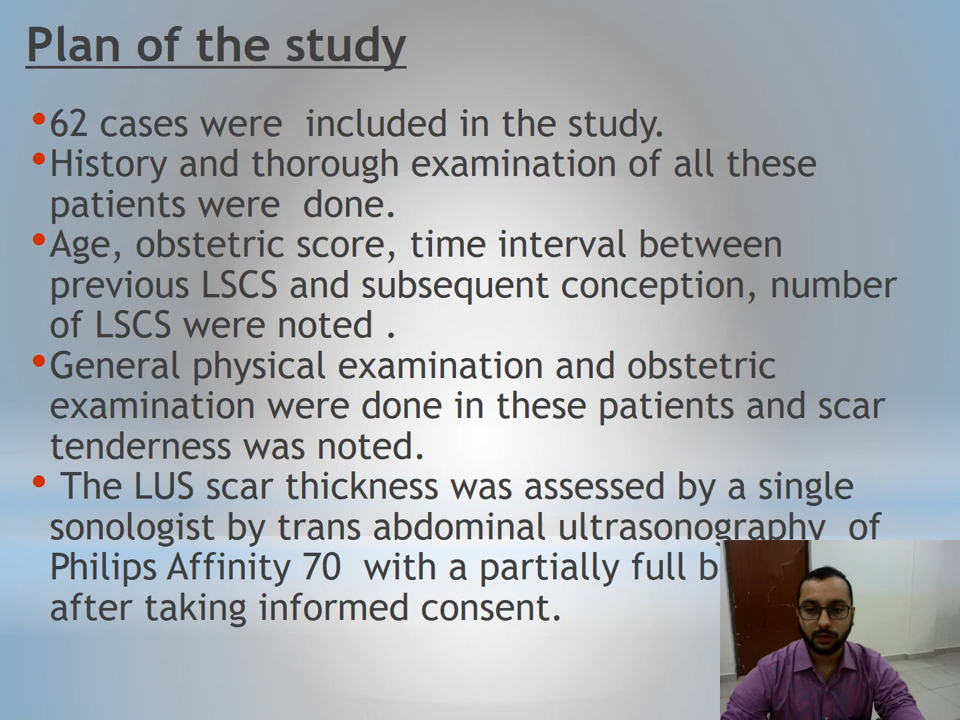 Plan of the study
•62 cases were included in the study.
•History and thorough examination of all these
patients were done.
•Age, obstetric score, time interval between
previous LSCS and subsequent conception, number
of LSCS were noted .
•General physical examination and obstetric
examination were done in these patients and scar
tenderness was noted.
• The LUS scar thickness was assessed by a single
sonologist by trans abdominal ultrasonography of
Philips Affinity 70 with a partially full
after taking informed consent.